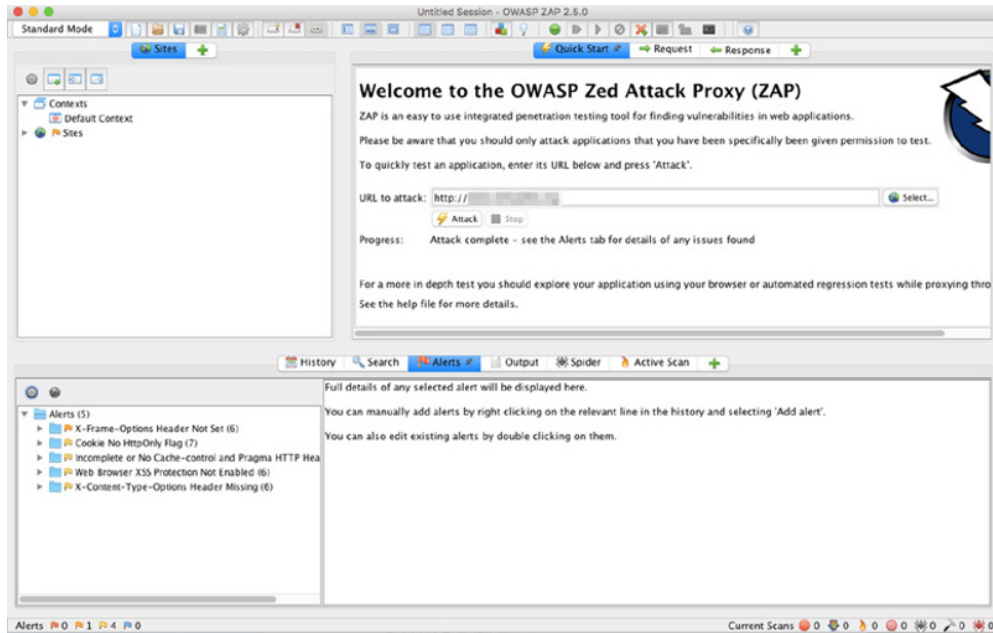 Untitled Session - OWASP ZAP 2.5.0
Standard Mode
Sites
Quick Start
Request
Response
Contexts
Default Context
Sites
Welcome to the OWASP Zed Attack Proxy (ZAP)
ZAP is an easy to use integrated penetration testing tool for finding vulnerabilities in web applications.
Please be aware that you should only attack applications that you have been specifically been given permission to test.
To quickly test an application, enter its URL below and press 'Attack'.
URL to attack: http://
Select...
Attack
Stop
Progress: Attack complete - see the Alerts tab for details of any issues found
For a more in depth test you should explore your application using your browser or automated regression tests while proxying thro
See the help file for more details.
History
Search
Alerts
Output
Spider
Active Scan
Alerts (5)
X-Frame-Options Header Not Set (6)
Cookie No HttpOnly Flag (7)
Incomplete or No Cache-control and Pragma HTTP Hea
Web Browser XSS Protection Not Enabled (6)
X-Content-Type-Options Header Missing (6)
Full details of any selected alert will be displayed here.
You can manually add alerts by right clicking on the relevant line in the history and selecting 'Add alert'.
You can also edit existing alerts by double clicking on them.
Alerts 0 1 4 0
Current Scans 0 0 0 0 0 0 0